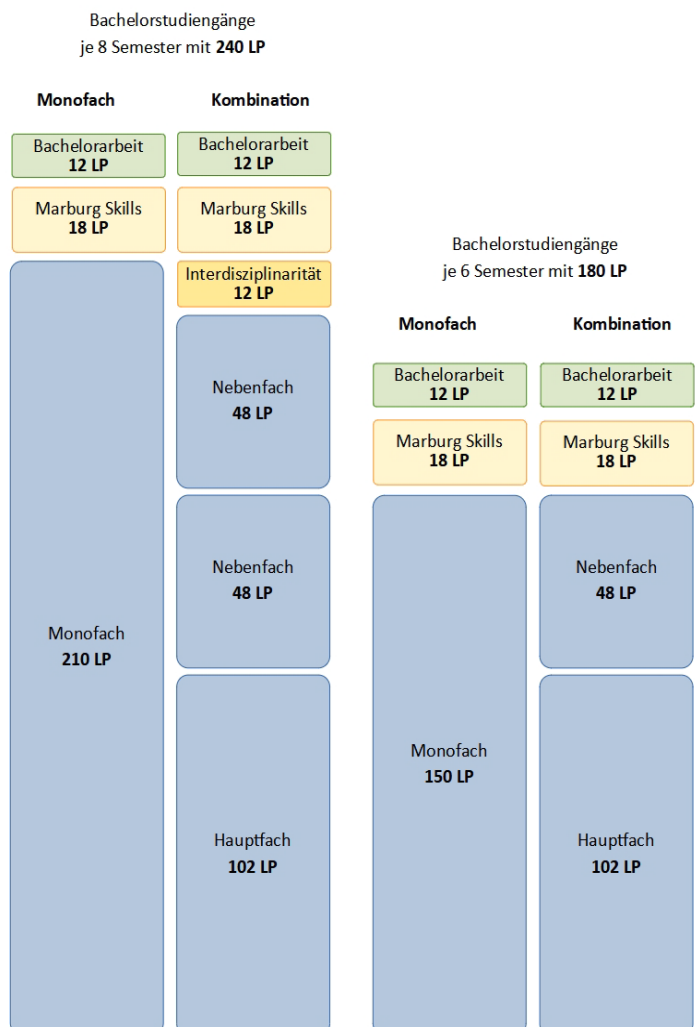 Bachelorstudiengänge
je 8 Semester mit 240 LP
Monofach
Kombination
Bachelorarbeit
12 LP
Marburg Skills
18 LP
Monofach
210 LP
Bachelorarbeit
12 LP
Marburg Skills
18 LP
Interdisziplinarität
12 LP
Nebenfach
48 LP
Nebenfach
48 LP
Hauptfach
102 LP
Bachelorstudiengänge
je 6 Semester mit 180 LP
Monofach
Kombination
Bachelorarbeit
12 LP
Marburg Skills
18 LP
Monofach
150 LP
Bachelorarbeit
12 LP
Marburg Skills
18 LP
Nebenfach
48 LP
Hauptfach
102 LP